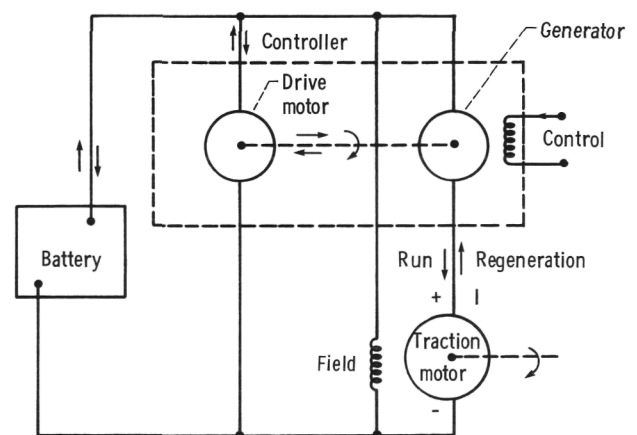 Controller
Generator
Drive
motor
Control
Battery
Run
Regeneration
+ I
Field
Traction
motor
-